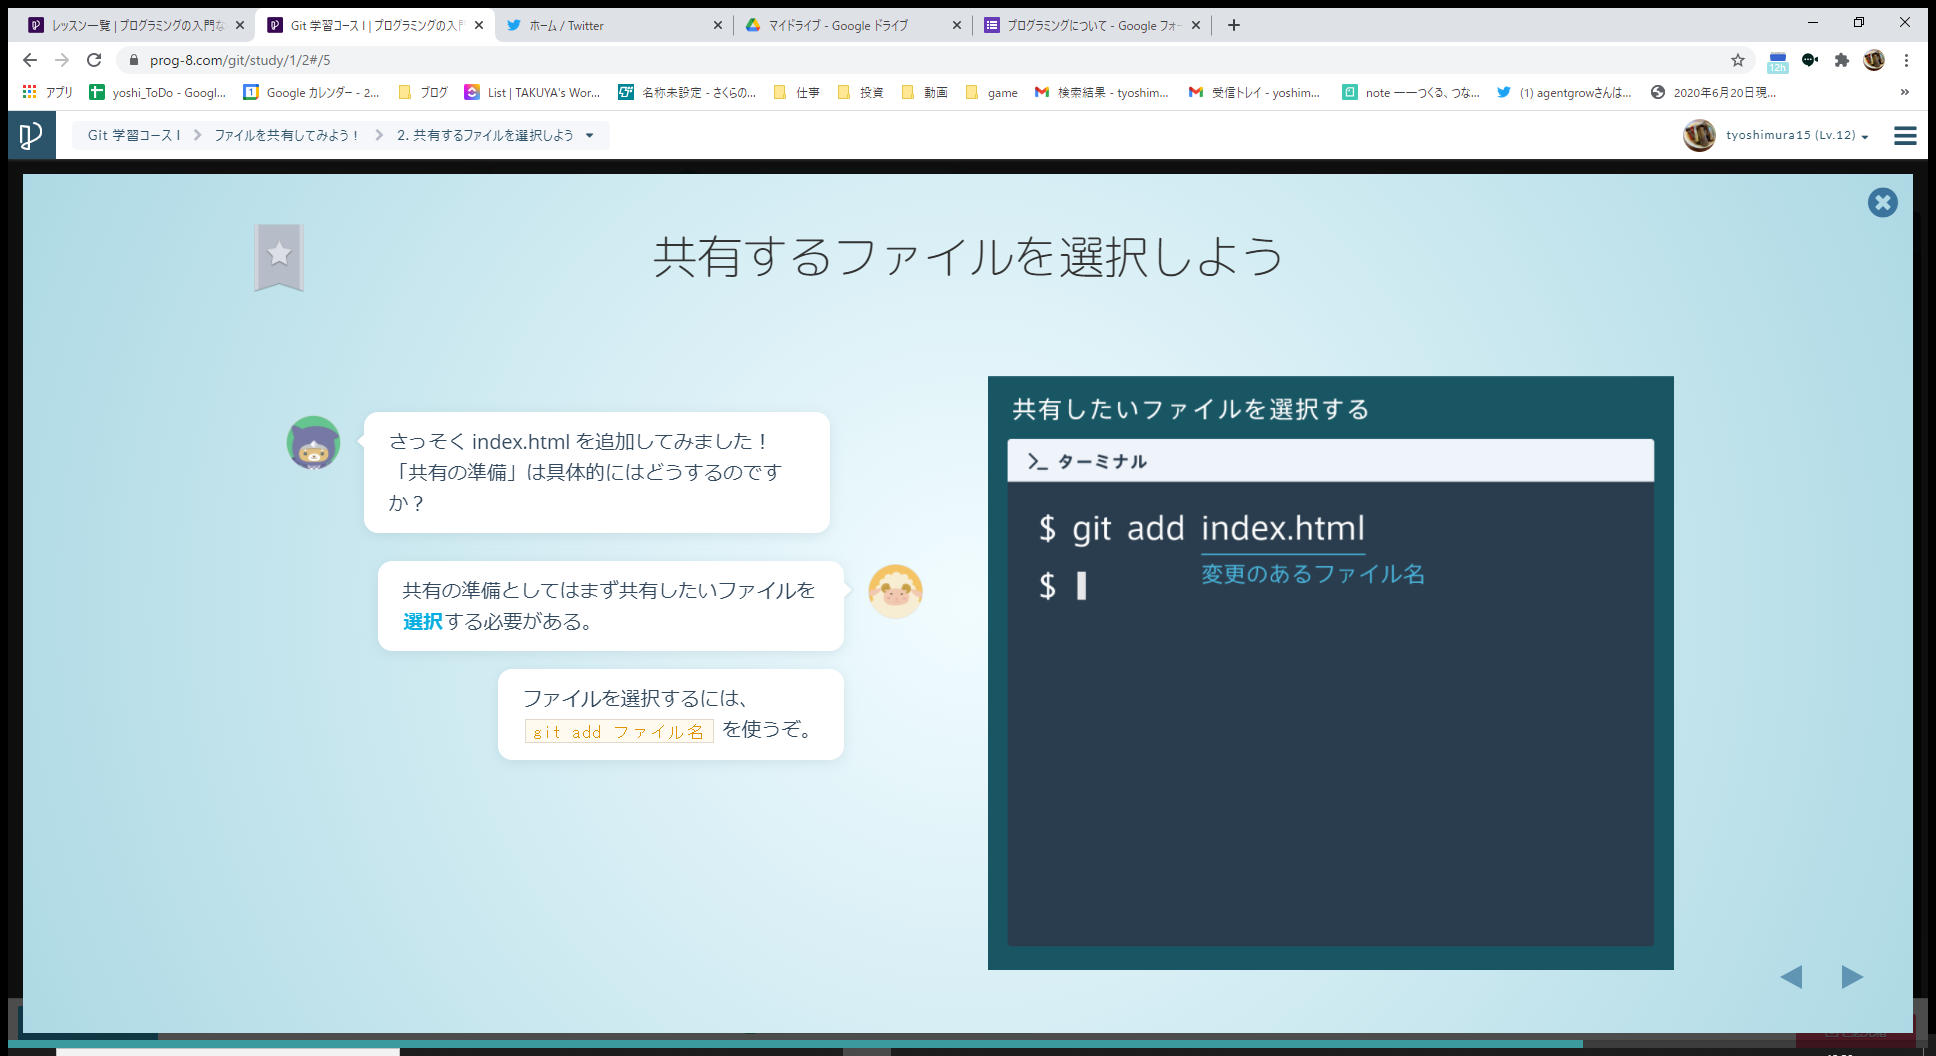 レッスン一覧 | プログラミングの入門な
Git 学習コース I | プログラミングの入門
ホーム / Twitter
マイドライブ - Google ドライブ
プログラミングについて - Google フォー
prog-8.com/git/study/1/2#/5
12h
アプリ
yoshi_ToDo - Googl...
Google カレンダー - 2...
ブログ
List | TAKUYA's Wor...
名称未設定 - さくらの...
仕事
投資
動画
game
検索結果 - tyoshim...
受信トレイ - yoshim...
note ーーつくる、つな...
(1) agentgrowさんは...
2020年6月20日現...
»
Git 学習コース I
ファイルを共有してみよう！
2. 共有するファイルを選択しよう
tyoshimura15 (Lv.12)
共有するファイルを選択しよう
さっそく index.html を追加してみました！
「共有の準備」は具体的にはどうするのです
か？
共有の準備としてはまず共有したいファイルを
選択する必要がある。
ファイルを選択するには、
git add ファイル名 を使うぞ。
共有したいファイルを選択する
>_ ターミナル
$ git add index.html
変更のあるファイル名
$